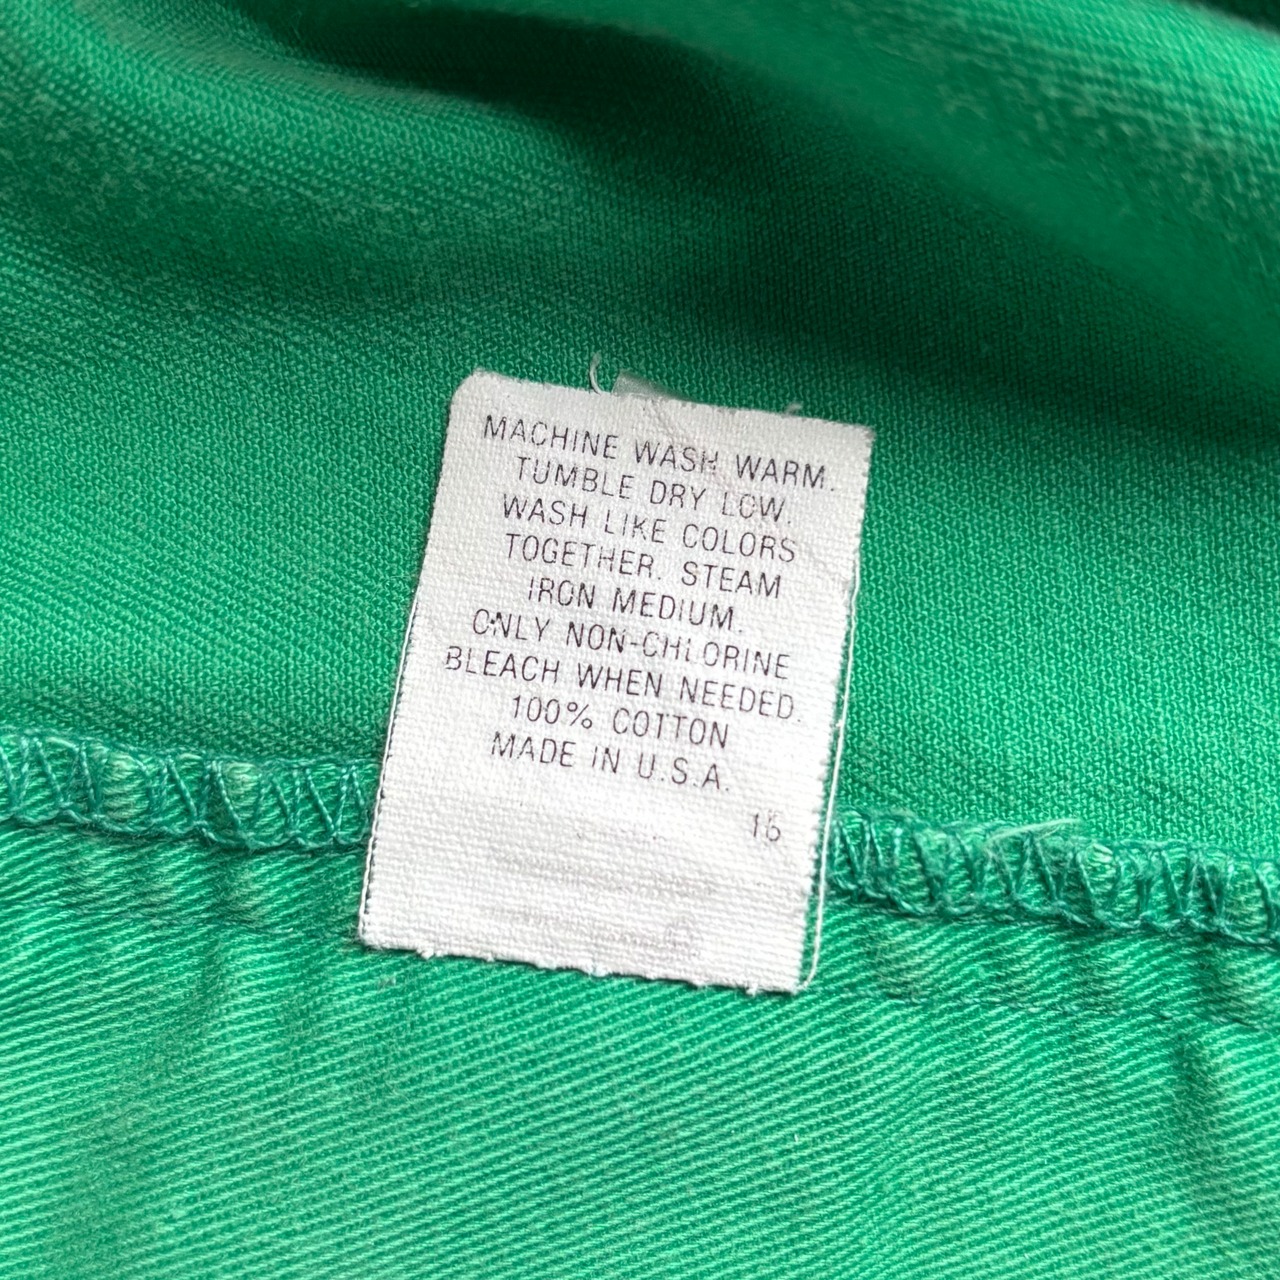 MACHINE WASH WARM.
TUMBLE DRY LOW.
WASH LIKE COLORS
TOGETHER. STEAM
IRON MEDIUM.
ONLY NON-CHLORINE
BLEACH WHEN NEEDED.
100% COTTON
MADE IN U.S.A.